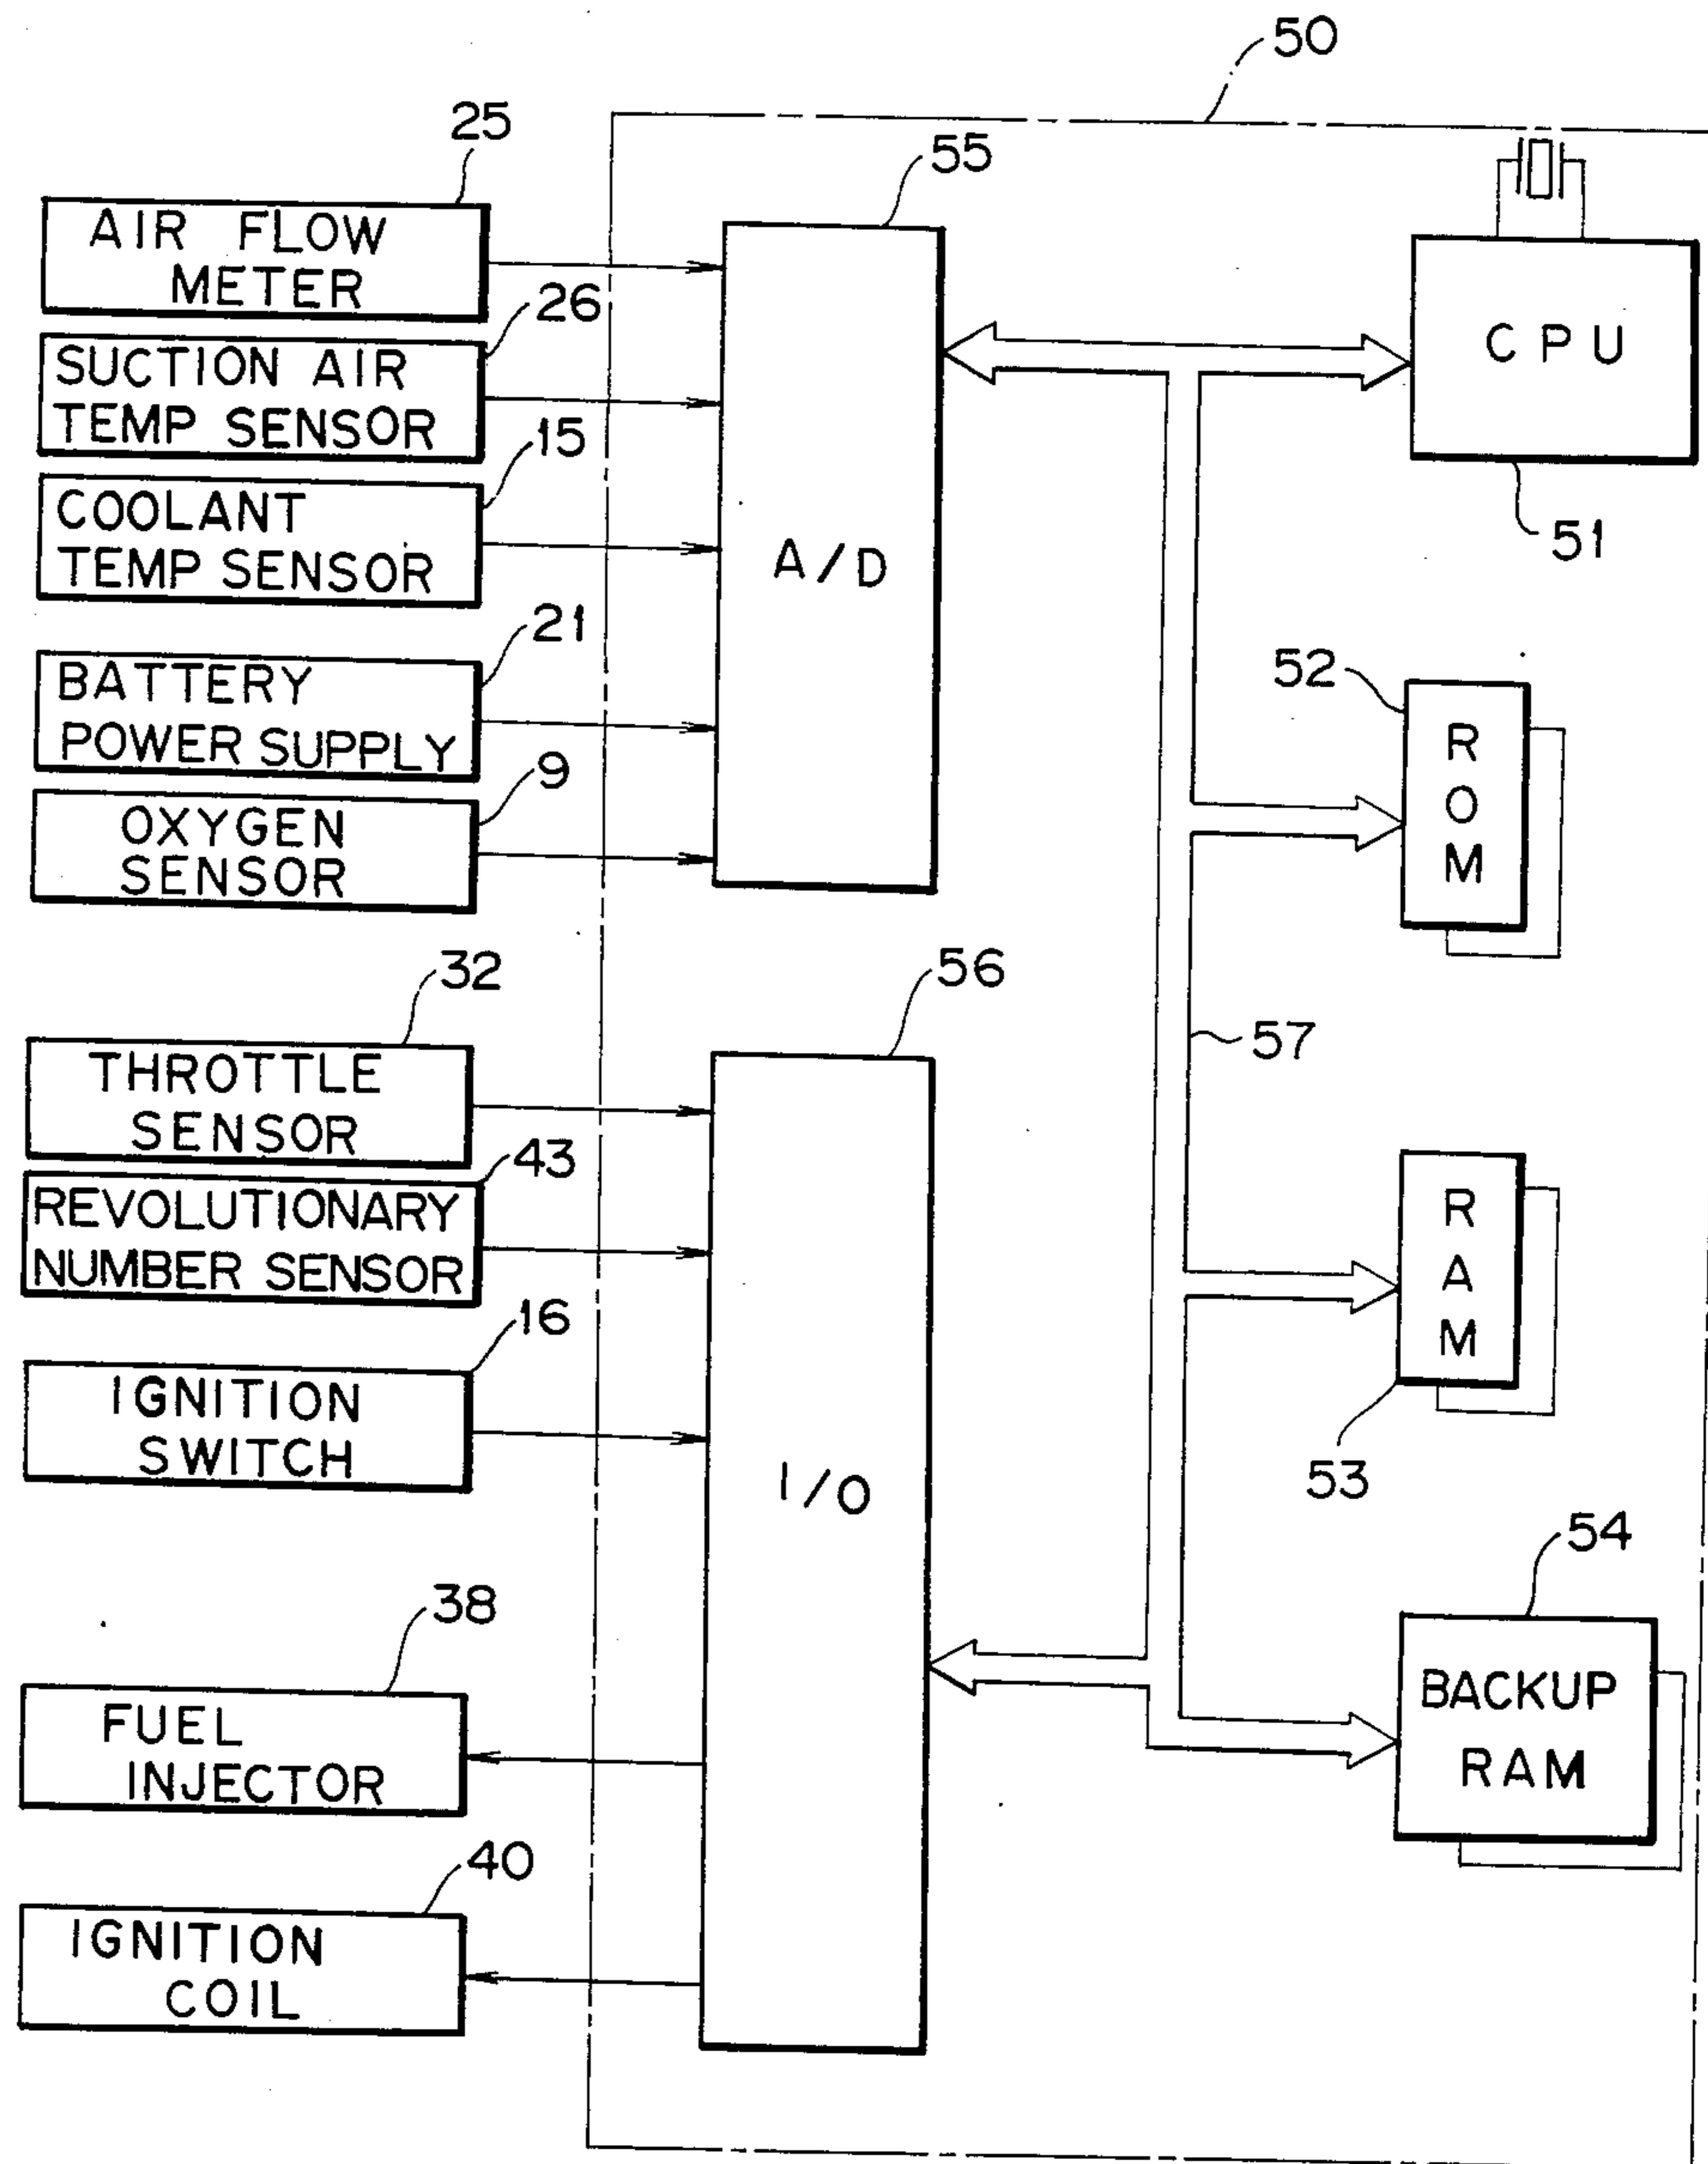 50
25
AIR FLOW
METER
55
26
SUCTION AIR
TEMP SENSOR
CPU
51
15
COOLANT
TEMP SENSOR
A/D
21
BATTERY
POWER SUPPLY
52
R
O
M
9
OXYGEN
SENSOR
32
THROTTLE
SENSOR
56
57
43
REVOLUTIONARY
NUMBER SENSOR
R
A
M
53
16
IGNITION
SWITCH
I/O
54
BACKUP
RAM
38
FUEL
INJECTOR
40
IGNITION
COIL